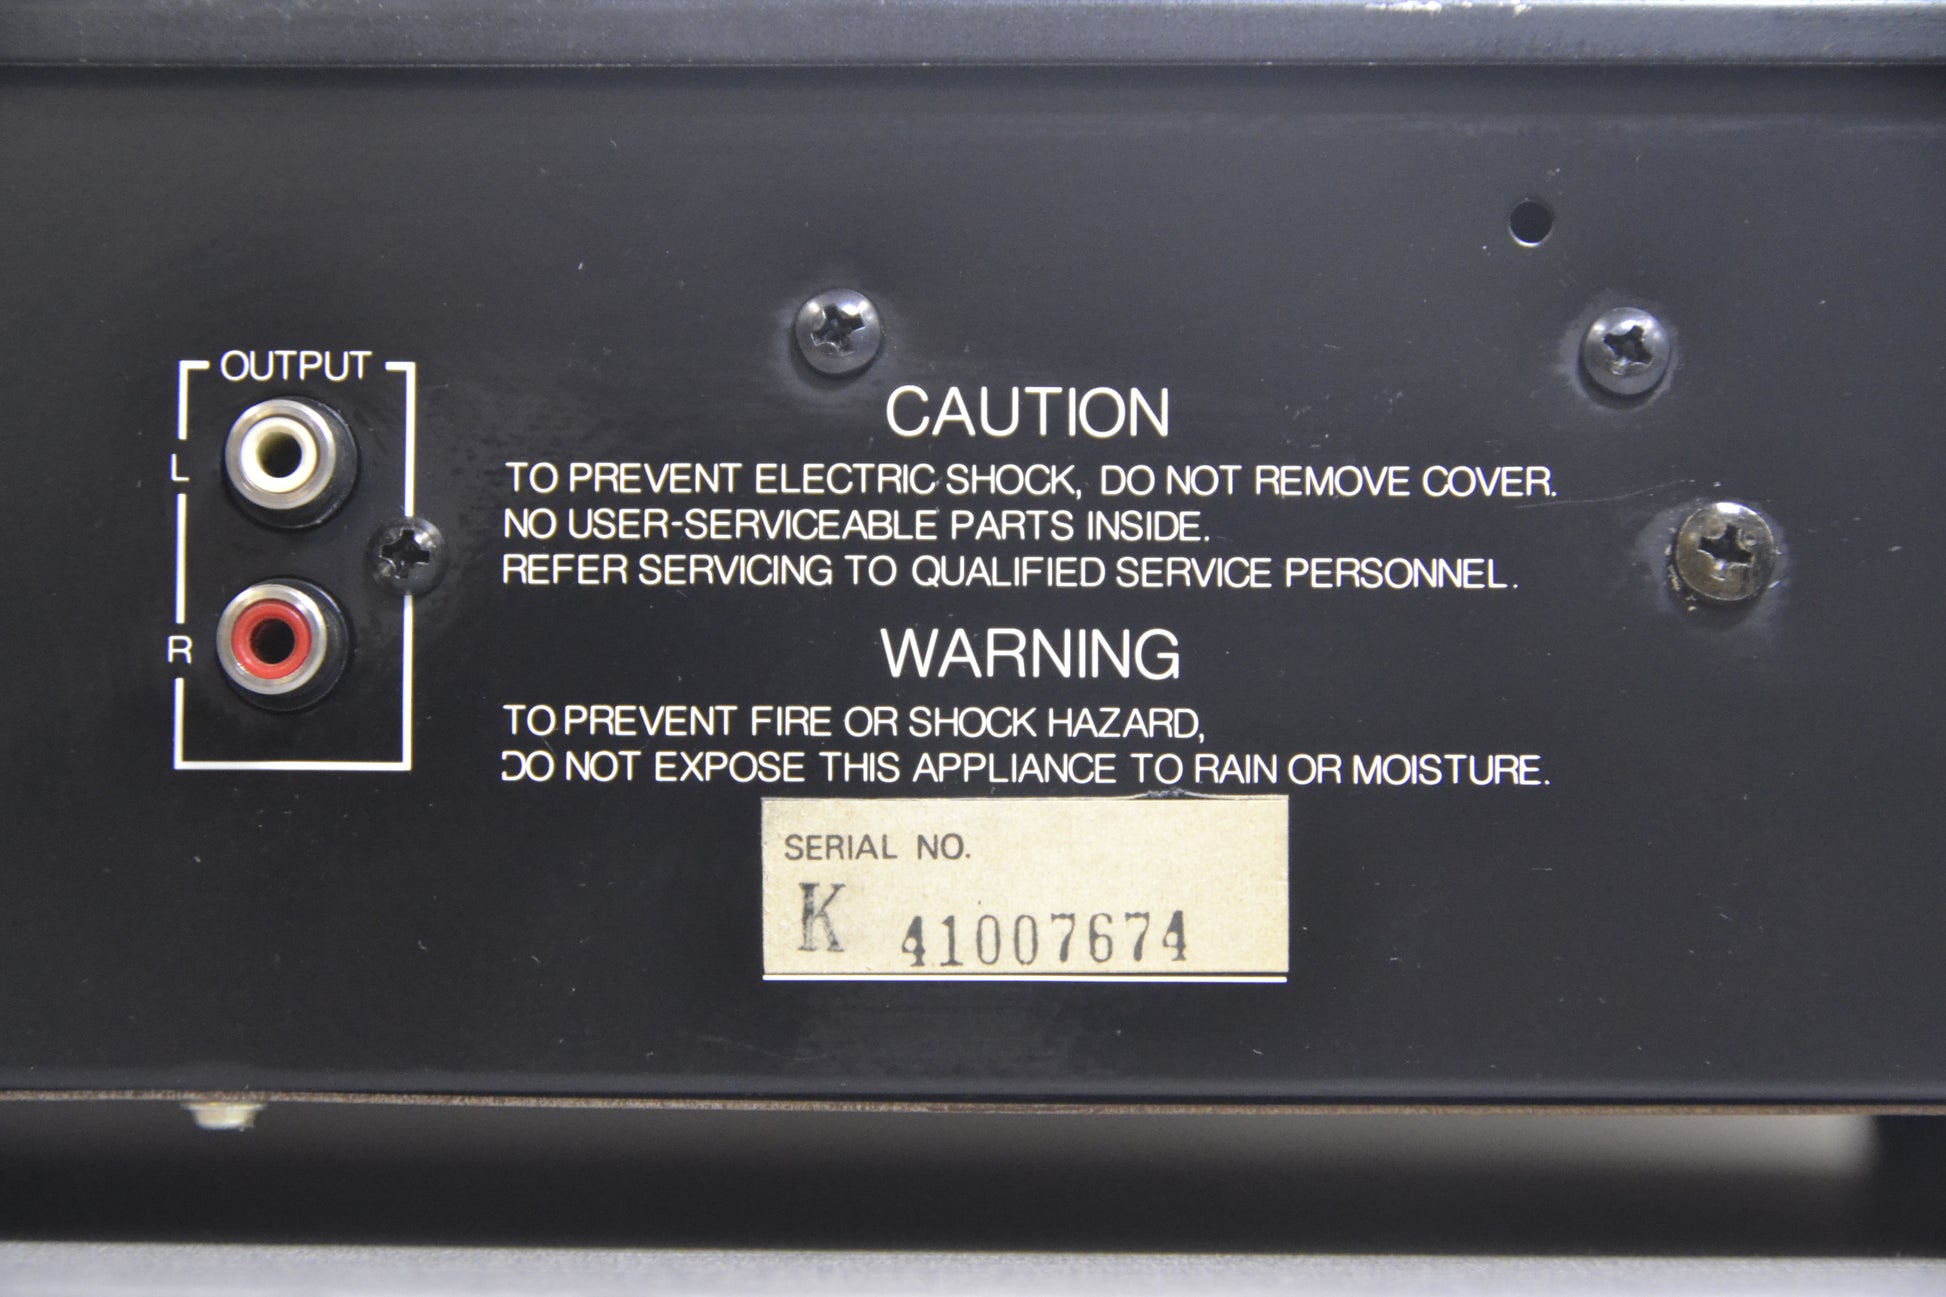 OUTPUT
L
R
CAUTION
TO PREVENT ELECTRIC SHOCK, DO NOT REMOVE COVER.
NO USER-SERVICEABLE PARTS INSIDE.
REFER SERVICING TO QUALIFIED SERVICE PERSONNEL.
WARNING
TO PREVENT FIRE OR SHOCK HAZARD,
DO NOT EXPOSE THIS APPLIANCE TO RAIN OR MOISTURE.
SERIAL NO.
K 41007674